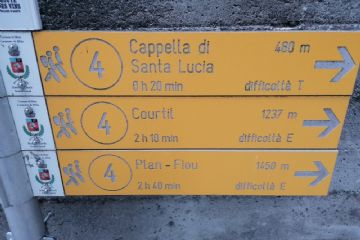 4
Cappella di
Santa Lucia
480 m
0 h 20 min
difficoltà T
4
Courtil
1237 m
2 h 10 min
difficoltà E
4
Plan - Fiou
1450 m
2 h 40 min
difficoltà E